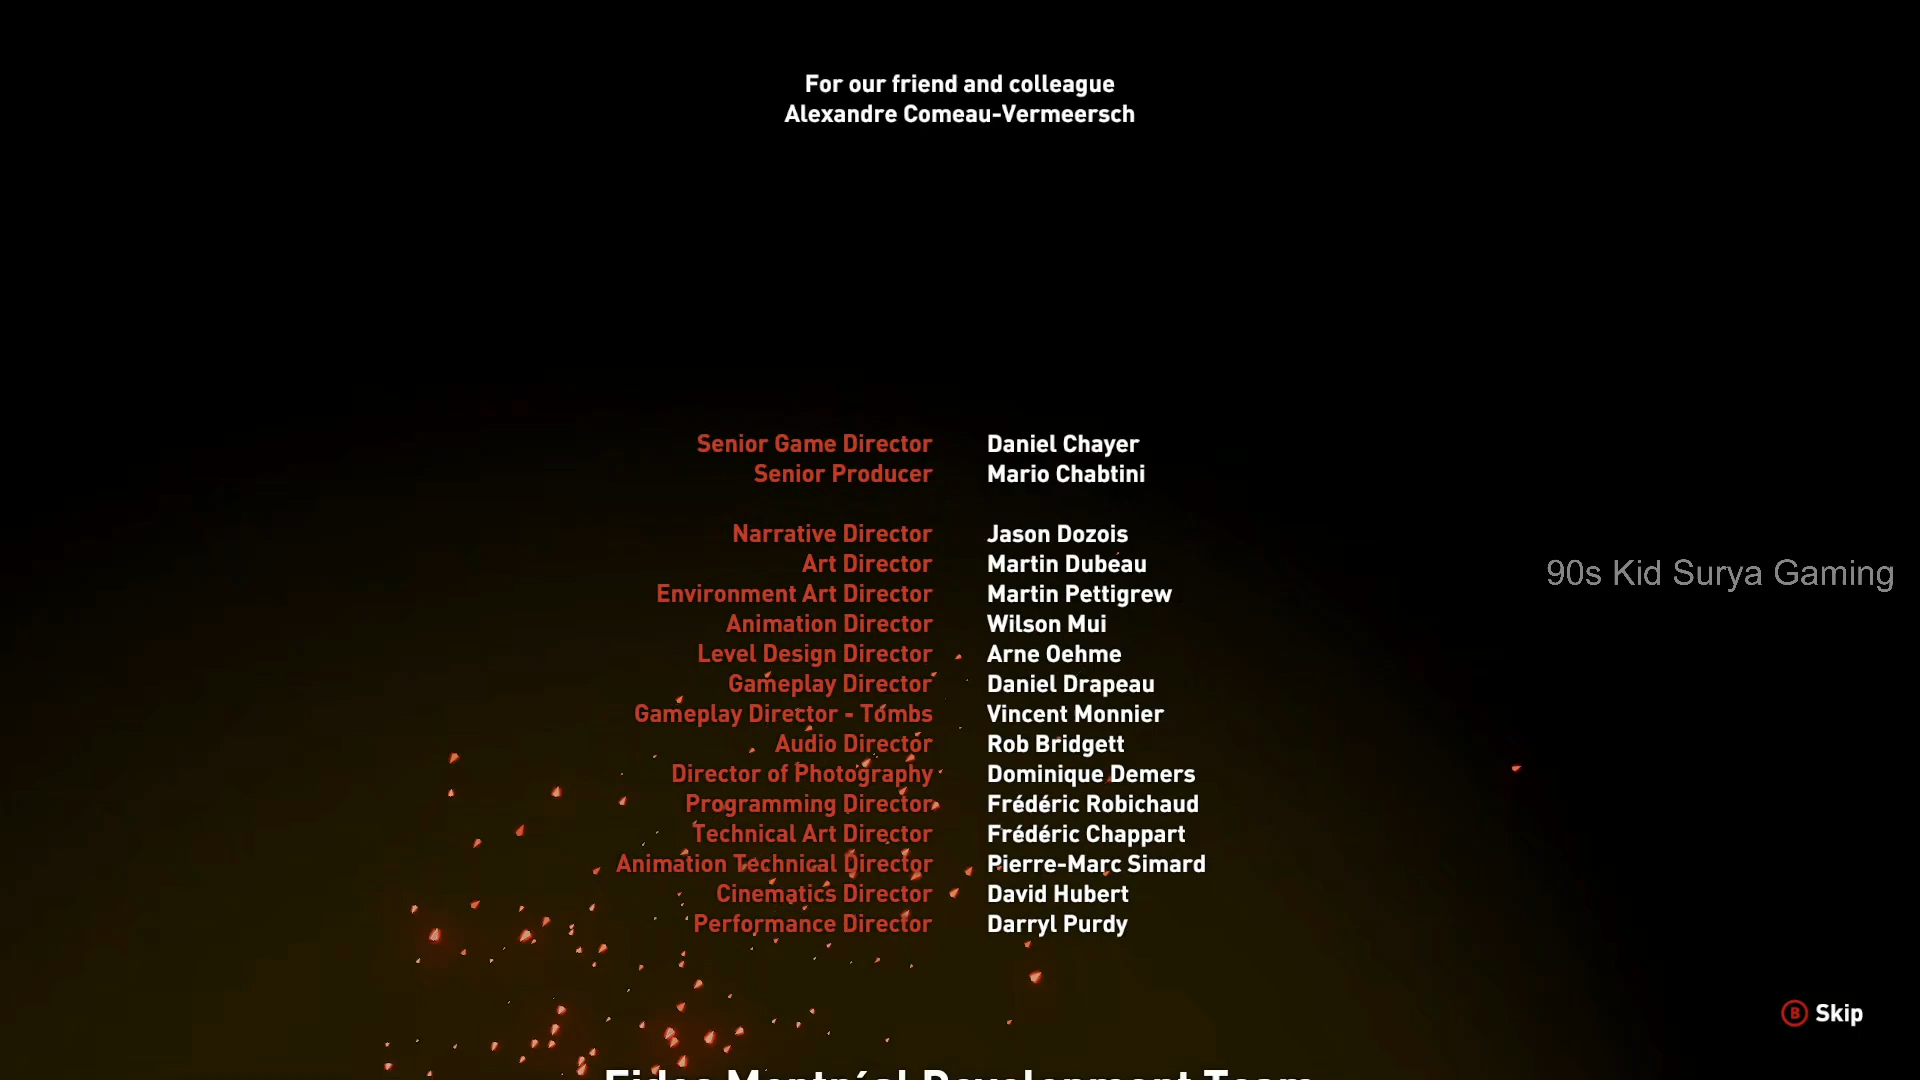 For our friend and colleague
Alexandre Comeau-Vermeersch
Senior Game Director Daniel Chayer
Senior Producer Mario Chabtini
Narrative Director Jason Dozois
Art Director Martin Dubeau
Environment Art Director Martin Pettigrew
Animation Director Wilson Mui
Level Design Director Arne Oehme
Gameplay Director Daniel Drapeau
Gameplay Director - Tombs Vincent Monnier
Audio Director Rob Bridgett
Director of Photography Dominique Demers
Programming Director Frédéric Robichaud
Technical Art Director Frédéric Chappart
Animation Technical Director Pierre-Marc Simard
Cinematics Director David Hubert
Performance Director Darryl Purdy
90s Kid Surya Gaming
B Skip
Eidos Montréal Development Team